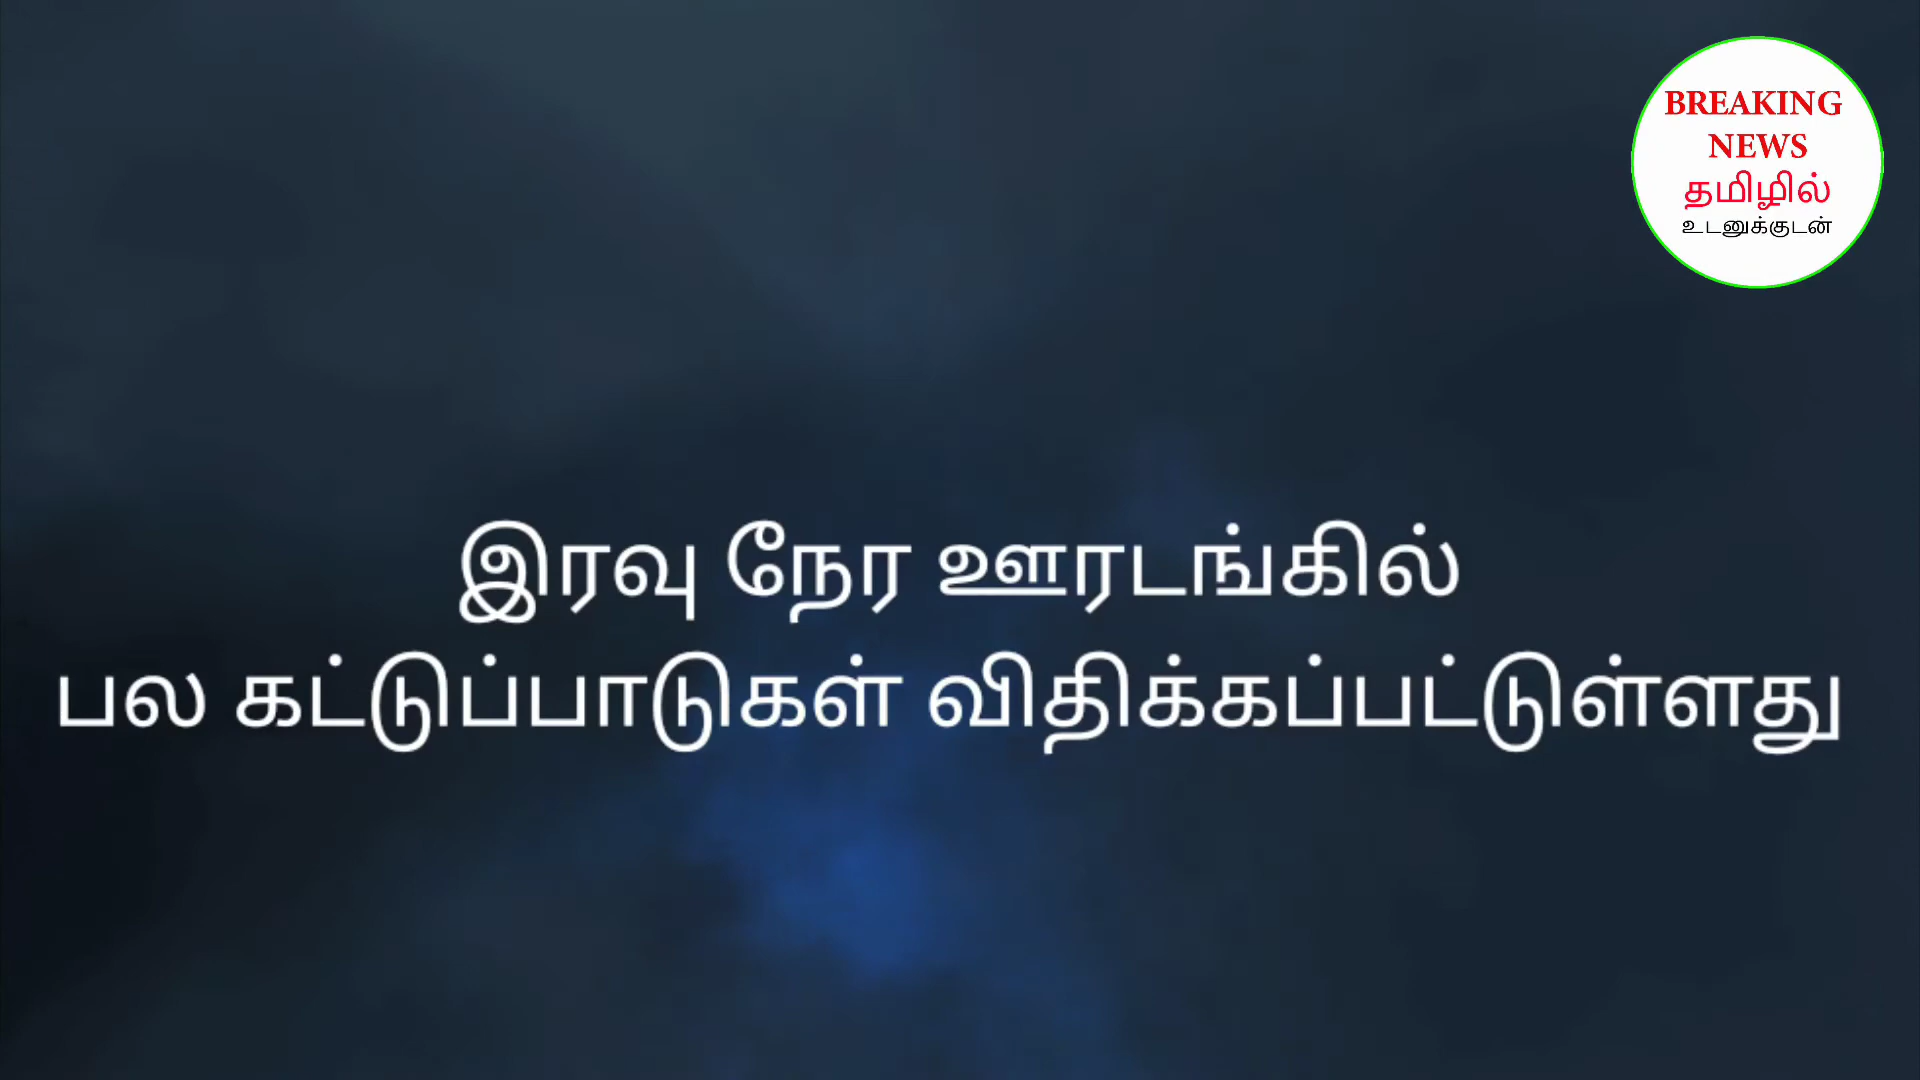 BREAKING
NEWS
தமிழில்
உடனுக்குடன்
இரவு நேர ஊரடங்கில்
பல கட்டுப்பாடுகள் விதிக்கப்பட்டுள்ளது